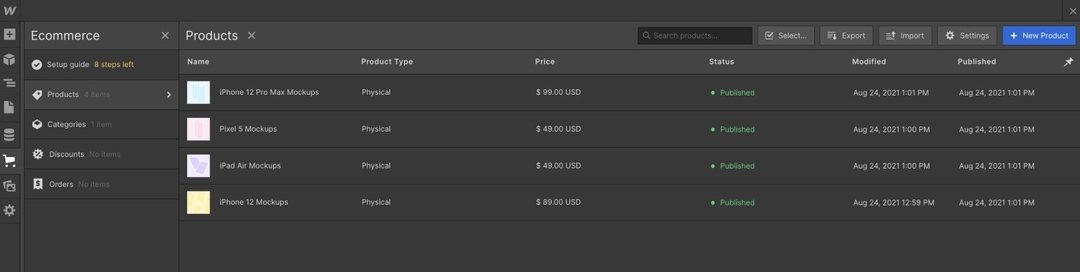 W
Ecommerce
Products
Search products...
Select...
Export
Import
Settings
+ New Product
Setup guide 8 steps left
Products 4 items
Categories 1 item
Discounts No items
Orders No items
Name Product Type Price Status Modified Published
iPhone 12 Pro Max Mockups Physical $ 99.00 USD Published Aug 24, 2021 1:01 PM Aug 24, 2021 1:01 PM
Pixel 5 Mockups Physical $ 49.00 USD Published Aug 24, 2021 1:00 PM Aug 24, 2021 1:01 PM
iPad Air Mockups Physical $ 49.00 USD Published Aug 24, 2021 1:00 PM Aug 24, 2021 1:01 PM
iPhone 12 Mockups Physical $ 89.00 USD Published Aug 24, 2021 12:59 PM Aug 24, 2021 1:01 PM